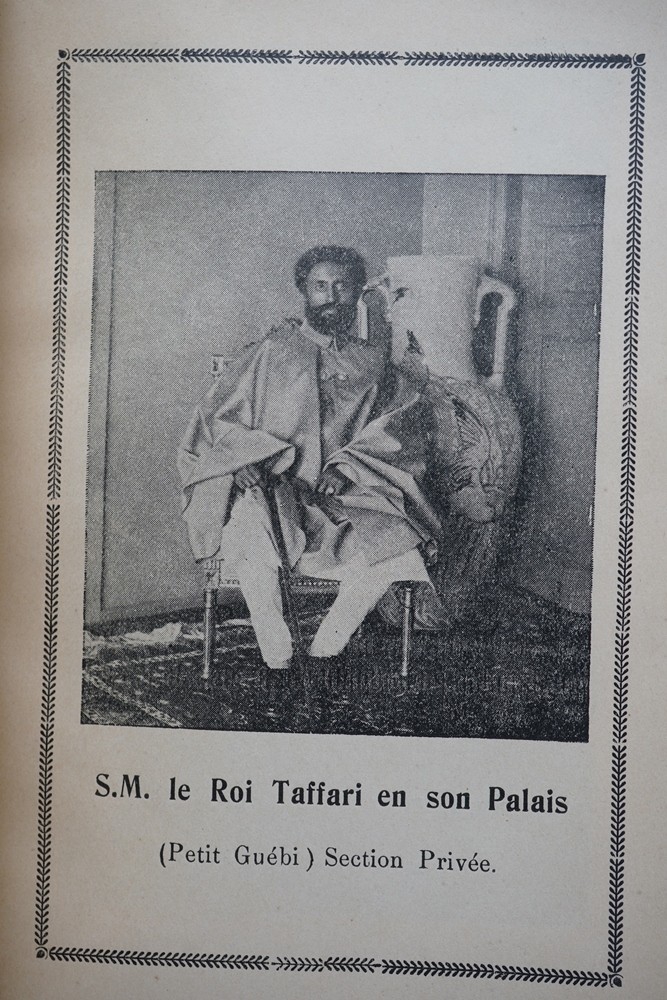 S.M. le Roi Taffari en son Palais
(Petit Guébi) Section Privée.